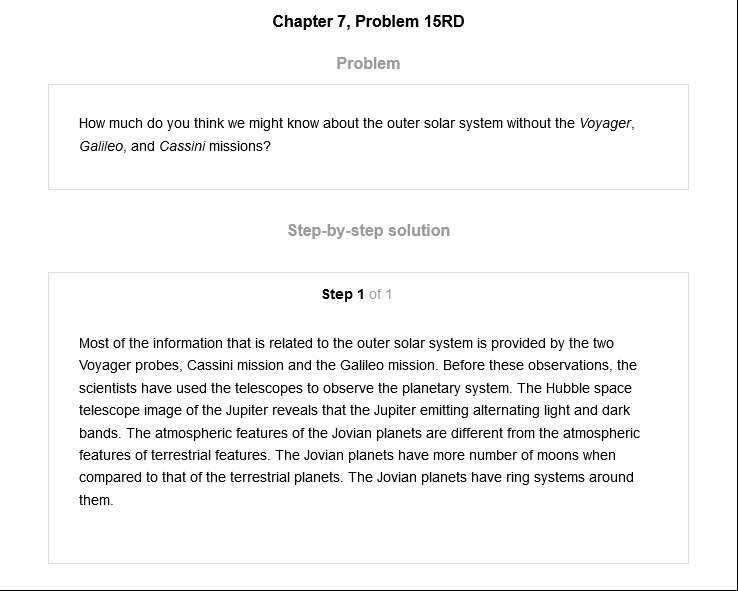 Chapter 7, Problem 15RD
Problem
How much do you think we might know about the outer solar system without the Voyager,
Galileo, and Cassini missions?
Step-by-step solution
Step 1 of 1
Most of the information that is related to the outer solar system is provided by the two
Voyager probes, Cassini mission and the Galileo mission. Before these observations, the
scientists have used the telescopes to observe the planetary system. The Hubble space
telescope image of the Jupiter reveals that the Jupiter emitting alternating light and dark
bands. The atmospheric features of the Jovian planets are different from the atmospheric
features of terrestrial features. The Jovian planets have more number of moons when
compared to that of the terrestrial planets. The Jovian planets have ring systems around
them.